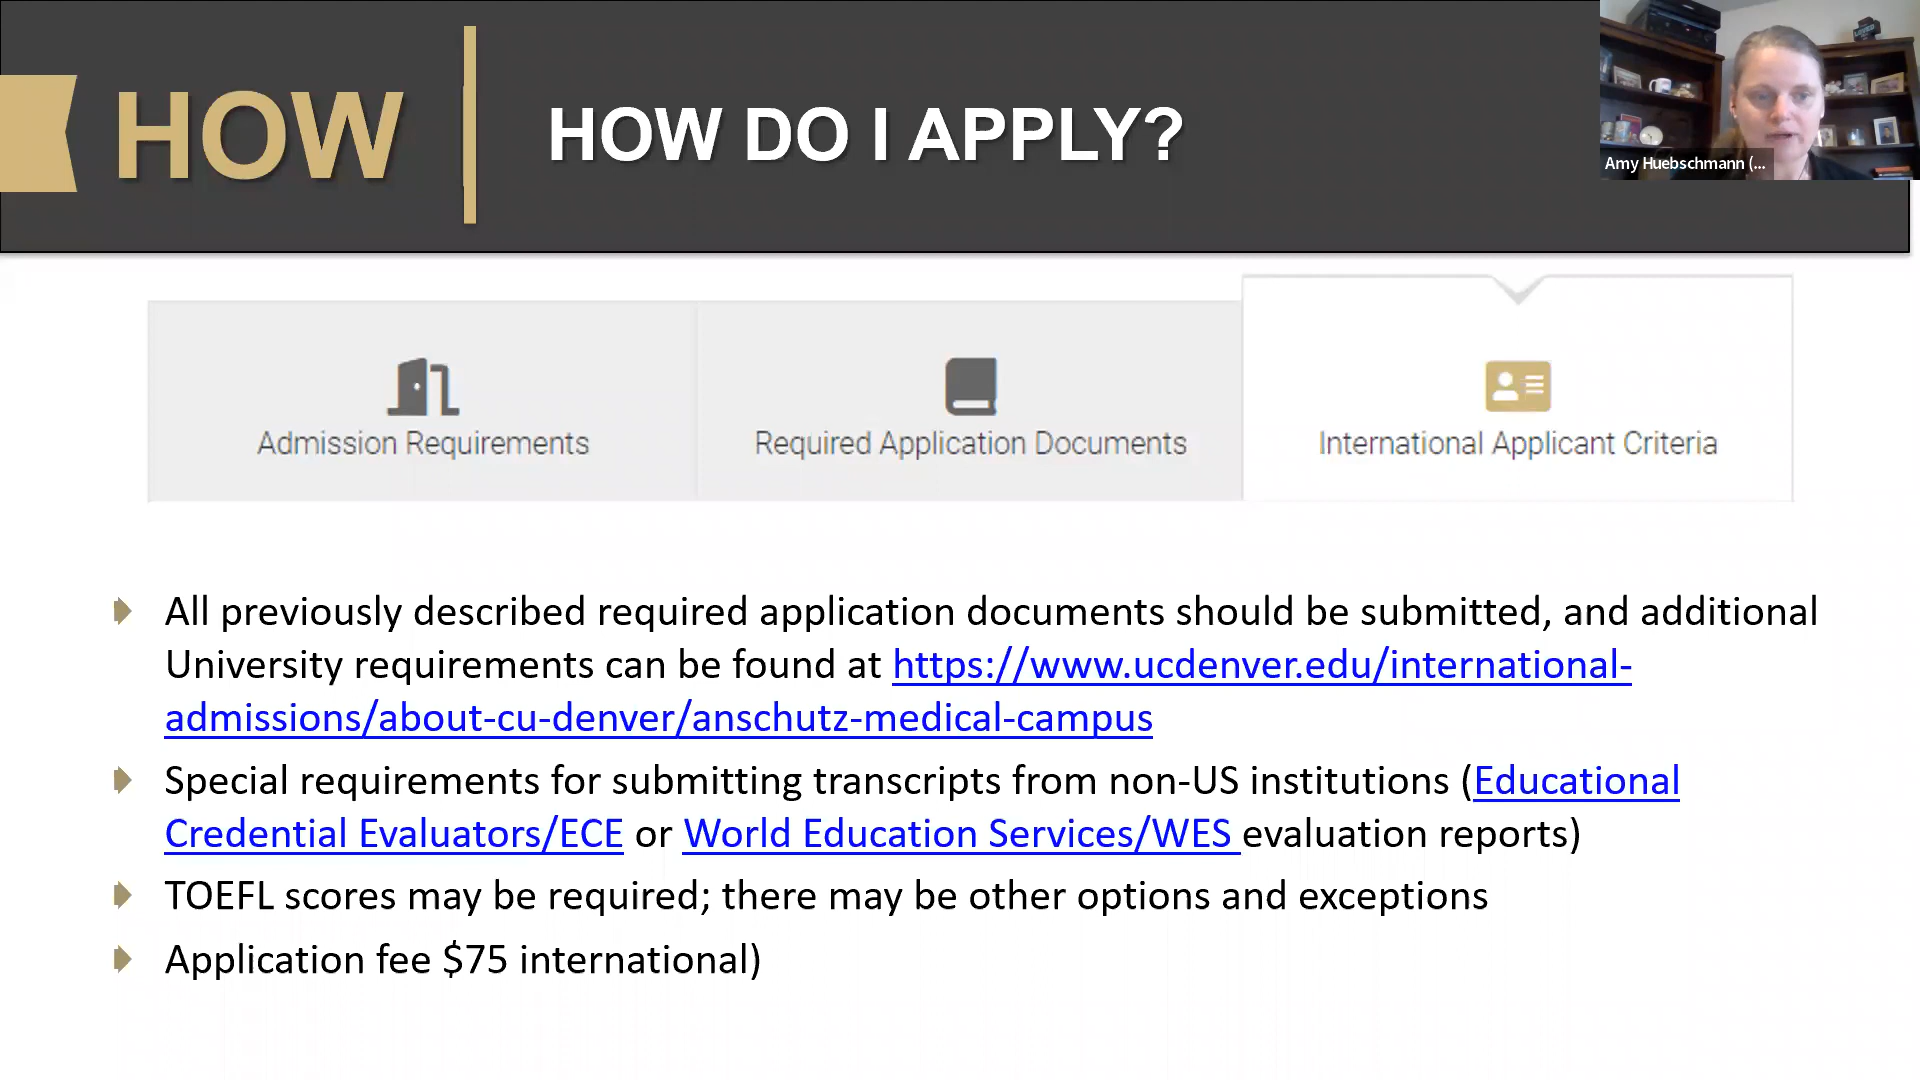 HOW
HOW DO I APPLY?
Amy Huebschmann (...
Admission Requirements
Required Application Documents
International Applicant Criteria
All previously described required application documents should be submitted, and additional
University requirements can be found at https://www.ucdenver.edu/international-
admissions/about-cu-denver/anschutz-medical-campus
Special requirements for submitting transcripts from non-US institutions (Educational
Credential Evaluators/ECE or World Education Services/WES evaluation reports)
TOEFL scores may be required; there may be other options and exceptions
Application fee $75 international)